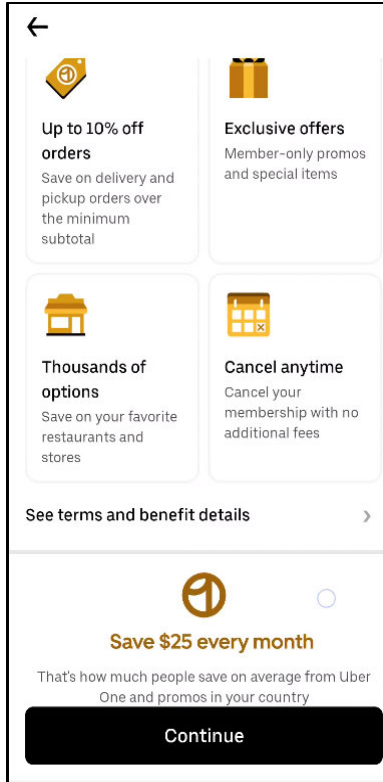 Up to 10% off
orders
Save on delivery and
pickup orders over
the minimum
subtotal
Exclusive offers
Member-only promos
and special items
Thousands of
options
Save on your favorite
restaurants and
stores
Cancel anytime
Cancel your
membership with no
additional fees
See terms and benefit details
Save $25 every month
That's how much people save on average from Uber
One and promos in your country
Continue